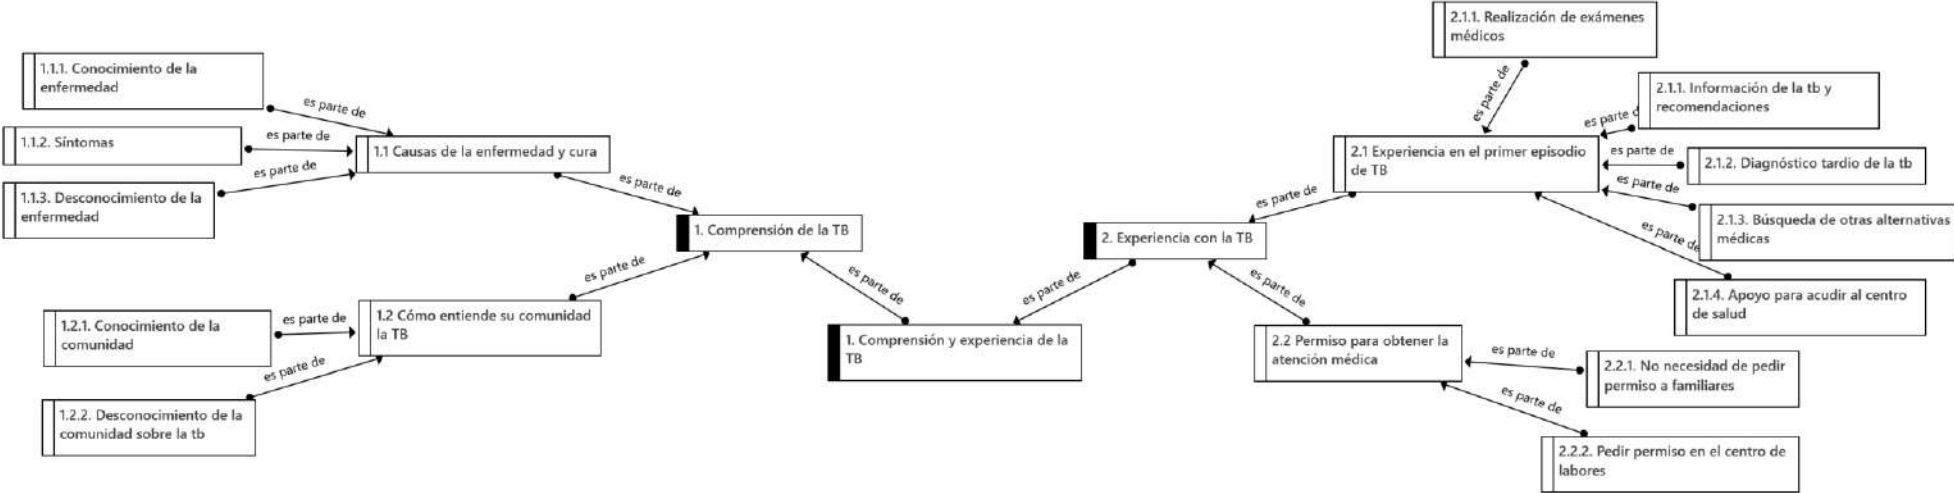 2.1.1. Realización de exámenes
médicos
1.1.1. Conocimiento de la
enfermedad
es parte de
es parte de
2.1.1. Información de la tb y
recomendaciones
es parte d
1.1.2. Síntomas
es parte de
1.1 Causas de la enfermedad y cura
2.1 Experiencia en el primer episodio
de TB
es parte de
2.1.2. Diagnóstico tardio de la tb
es parte de
1.1.3. Desconocimiento de la
enfermedad
es parte de
es parte de
es parte de
2.1.3. Búsqueda de otras alternativas
médicas
1. Comprensión de la TB
2. Experiencia con la TB
es parte de
es parte de
es parte de
es parte de
es parte de
2.1.4. Apoyo para acudir al centro
de salud
1.2.1. Conocimiento de la
comunidad
es parte de
1.2 Cómo entiende su comunidad
la TB
1. Comprensión y experiencia de la
TB
2.2 Permiso para obtener la
atención médica
es parte de
2.2.1. No necesidad de pedir
permiso a familiares
es parte de
es parte de
1.2.2. Desconocimiento de la
comunidad sobre la tb
2.2.2. Pedir permiso en el centro de
labores